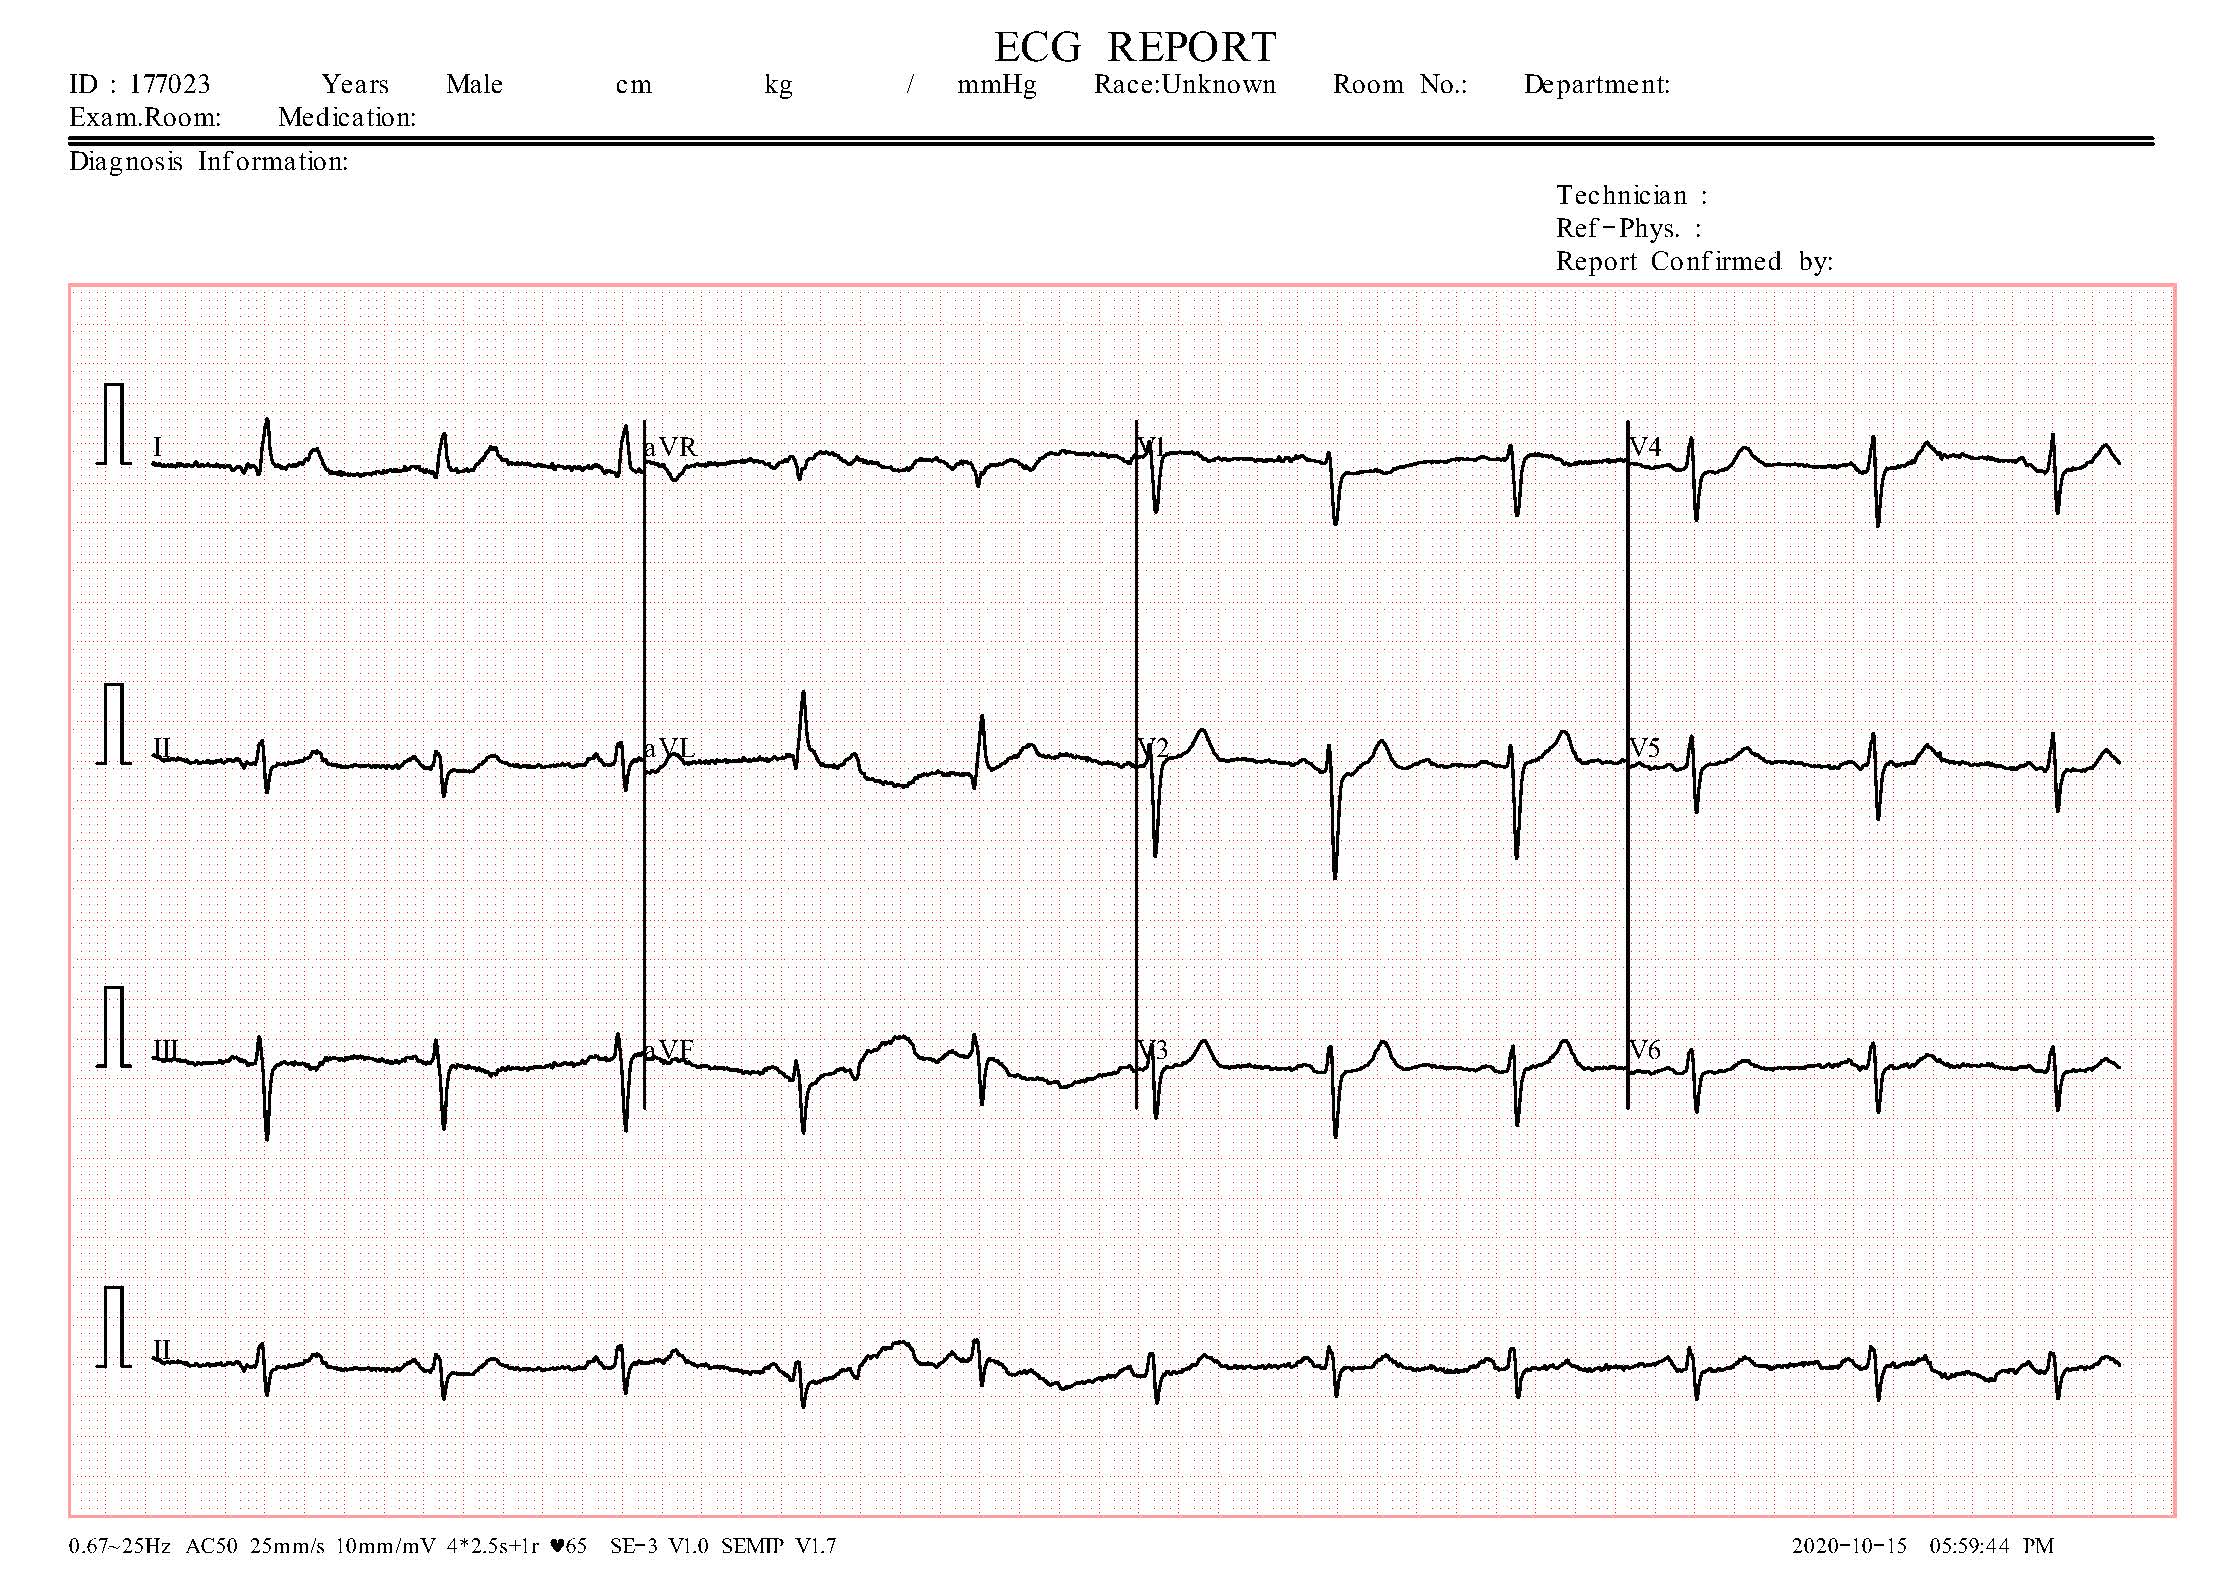 ECG REPORT
ID : 177023 Years Male cm kg / mmHg Race:Unknown Room No.: Department:
Exam.Room: Medication:
Diagnosis Information:
Technician :
Ref-Phys. :
Report Confirmed by:
I aVR V1 V4
II aVL V2 V5
III aVF V3 V6
II
0.67~25Hz AC50 25mm/s 10mm/mV 4*2.5s+1r ♥65 SE-3 V1.0 SEMIP V1.7 2020-10-15 05:59:44 PM